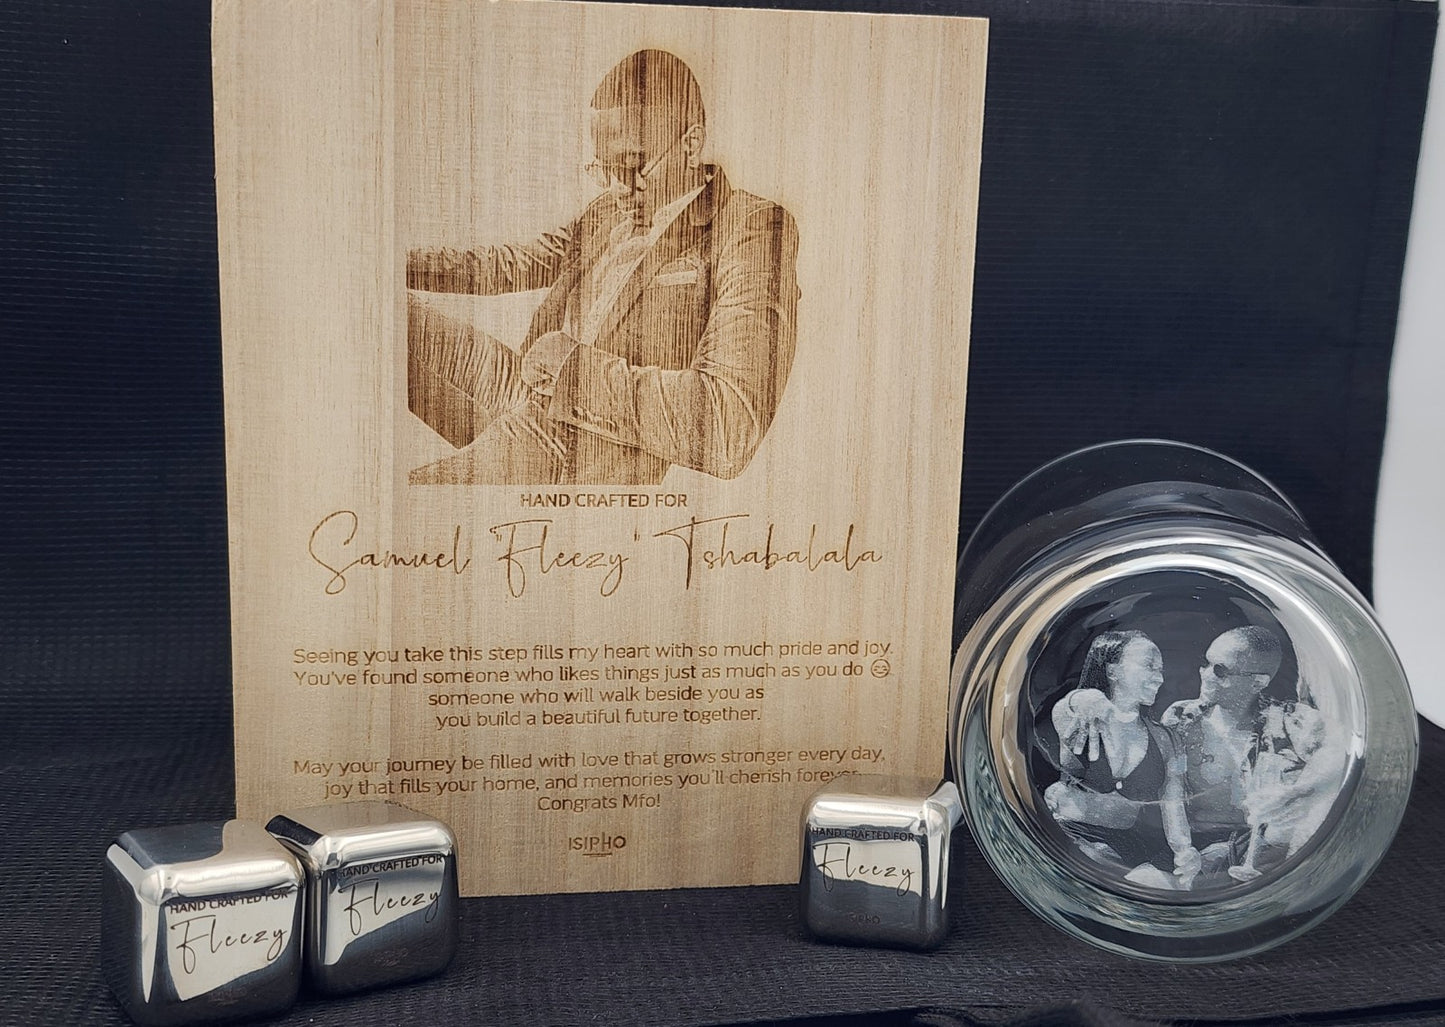 HAND CRAFTED FOR
Samuel "Fleezy" Tshabalala
Seeing you take this step fills my heart with so much pride and joy.
You've found someone who likes things just as much as you do 😄
someone who will walk beside you as
you build a beautiful future together.
May your journey be filled with love that grows stronger every day,
joy that fills your home, and memories you'll cherish forever.
Congrats Mfo!
ISIPHO
HAND CRAFTED FOR
Fleezy
HAND CRAFTED FOR
Fleezy
HAND CRAFTED FOR
Fleezy
ISIPHO